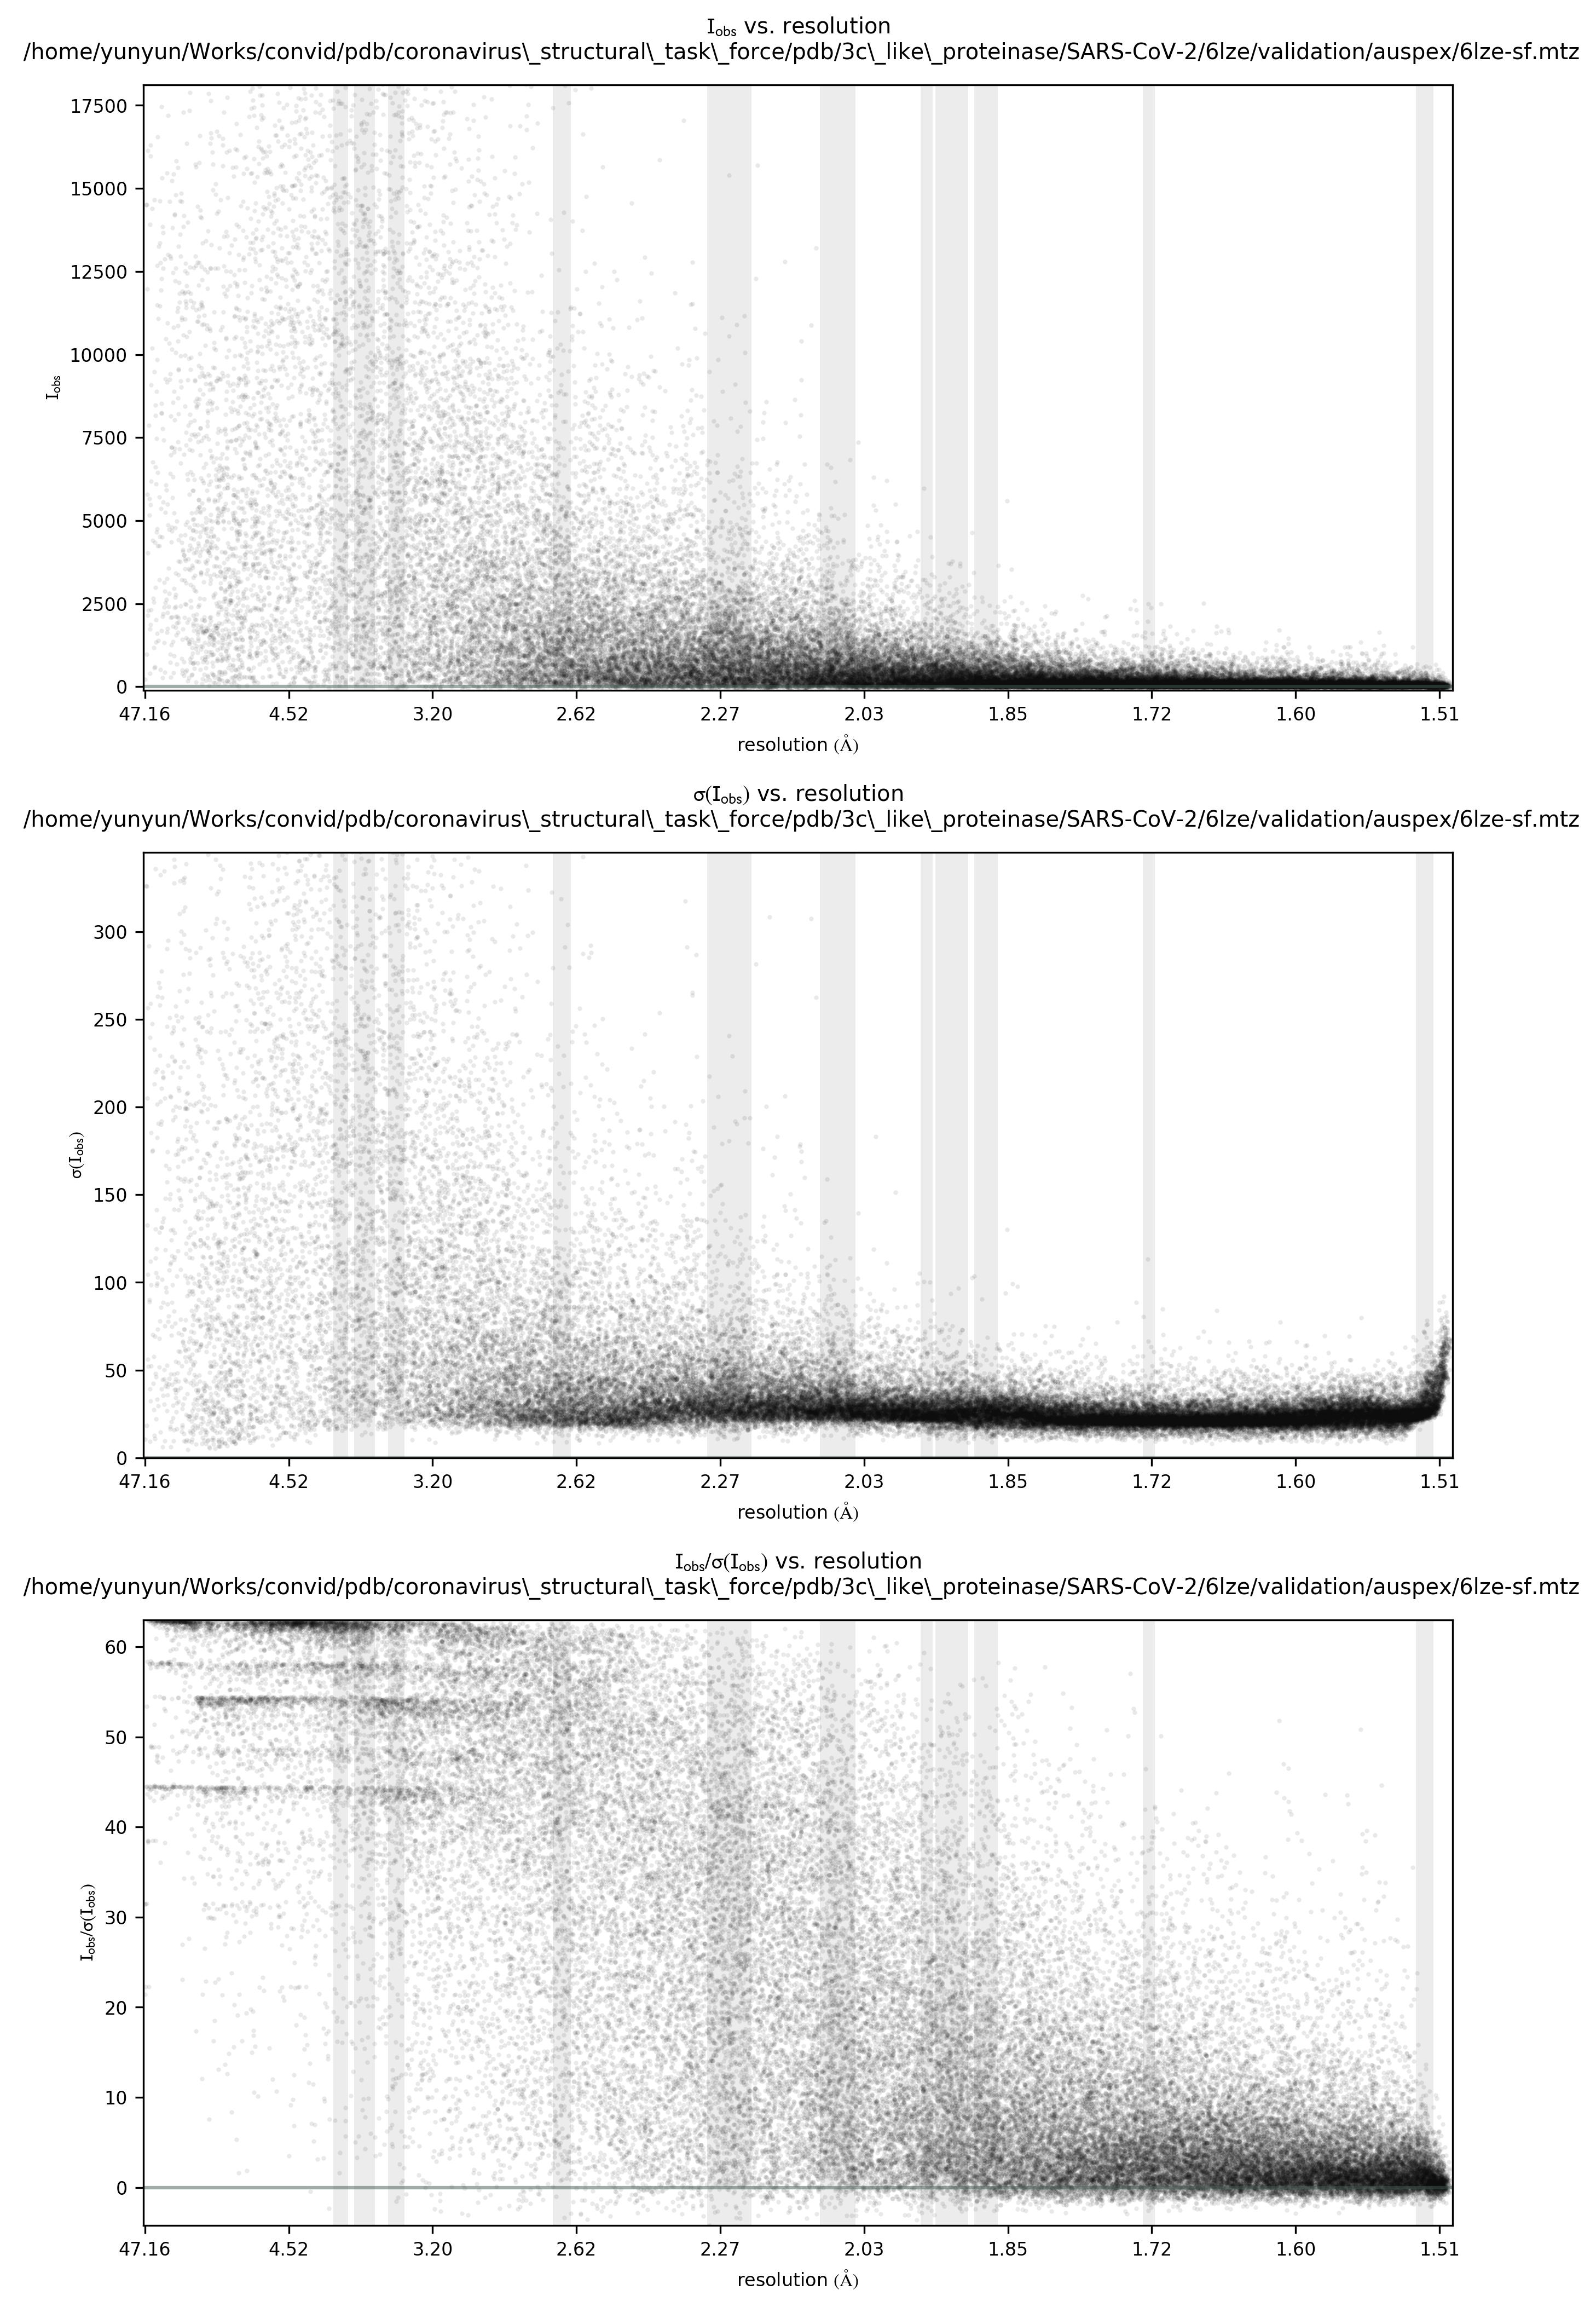 I_obs vs. resolution
/home/yunyun/Works/convid/pdb/coronavirus\_structural\_task\_force/pdb/3c\_like\_proteinase/SARS-CoV-2/6lze/validation/auspex/6lze-sf.mtz
17500
15000
12500
10000
7500
5000
2500
0
I_obs
47.16 4.52 3.20 2.62 2.27 2.03 1.85 1.72 1.60 1.51
resolution (Å)
σ(I_obs) vs. resolution
/home/yunyun/Works/convid/pdb/coronavirus\_structural\_task\_force/pdb/3c\_like\_proteinase/SARS-CoV-2/6lze/validation/auspex/6lze-sf.mtz
300
250
200
150
100
50
0
σ(I_obs)
47.16 4.52 3.20 2.62 2.27 2.03 1.85 1.72 1.60 1.51
resolution (Å)
I_obs/σ(I_obs) vs. resolution
/home/yunyun/Works/convid/pdb/coronavirus\_structural\_task\_force/pdb/3c\_like\_proteinase/SARS-CoV-2/6lze/validation/auspex/6lze-sf.mtz
60
50
40
30
20
10
0
I_obs/σ(I_obs)
47.16 4.52 3.20 2.62 2.27 2.03 1.85 1.72 1.60 1.51
resolution (Å)